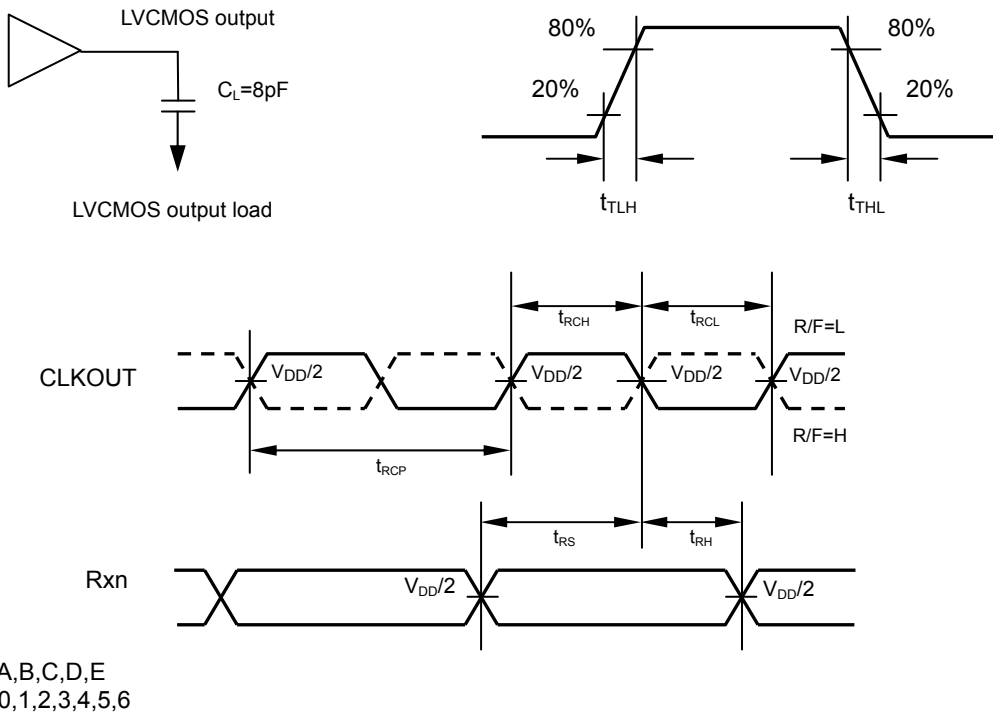 LVCMOS output
C_L=8pF
LVCMOS output load
80%
80%
20%
20%
t_TLH
t_THL
t_RCH
t_RCL
R/F=L
CLKOUT
V_DD/2
V_DD/2
V_DD/2
V_DD/2
R/F=H
t_RCP
t_RS
t_RH
Rxn
V_DD/2
V_DD/2
A,B,C,D,E
0,1,2,3,4,5,6